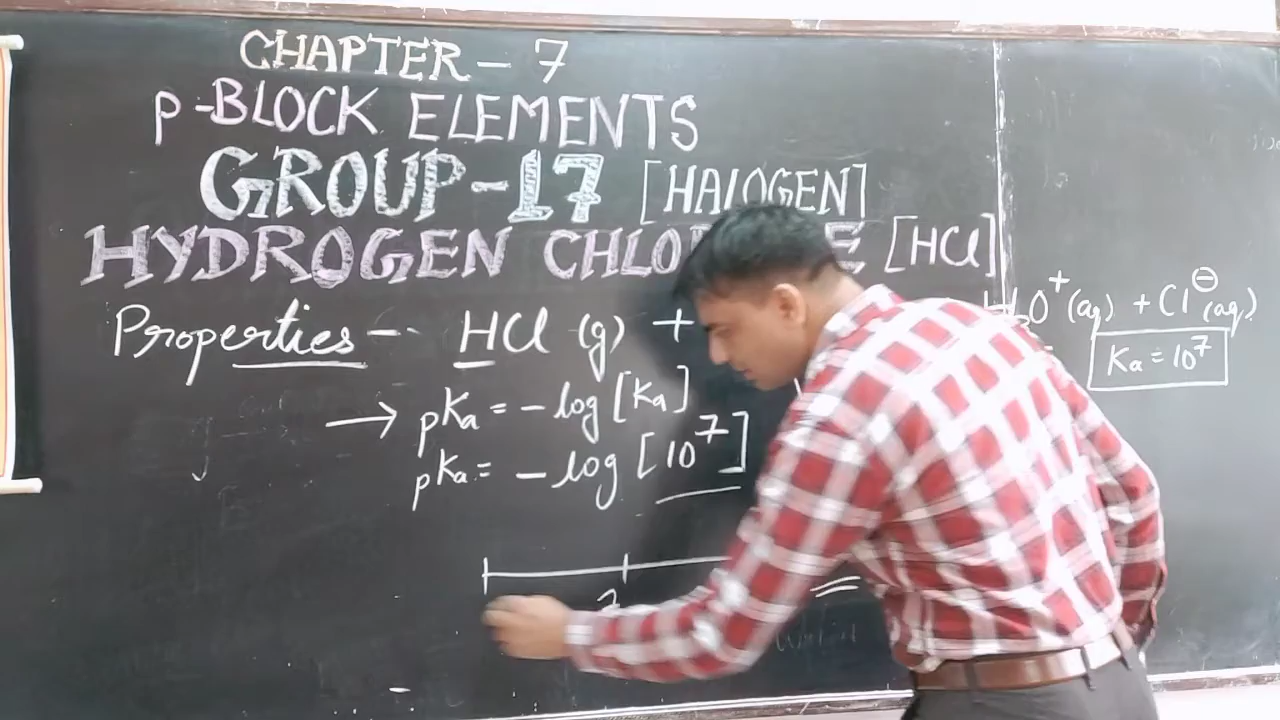 CHAPTER - 7
p-BLOCK ELEMENTS
GROUP-17 [HALOGEN]
HYDROGEN [HCl]
Properties - HCl (g) + (aq) + Cl⊖ (aq)
Ka = 10⁷
→ pKa = - log [Ka]
pKa = - log [10⁷]
7